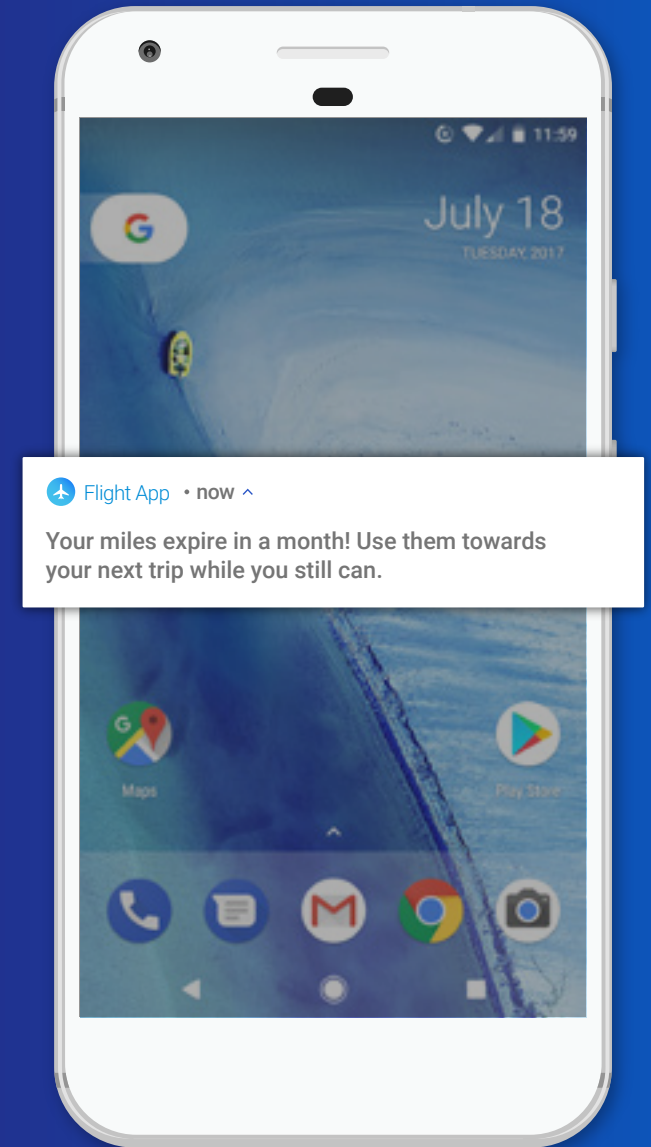 11:59
July 18
TUESDAY, 2017
Flight App • now
Your miles expire in a month! Use them towards
your next trip while you still can.
Maps
Play Store